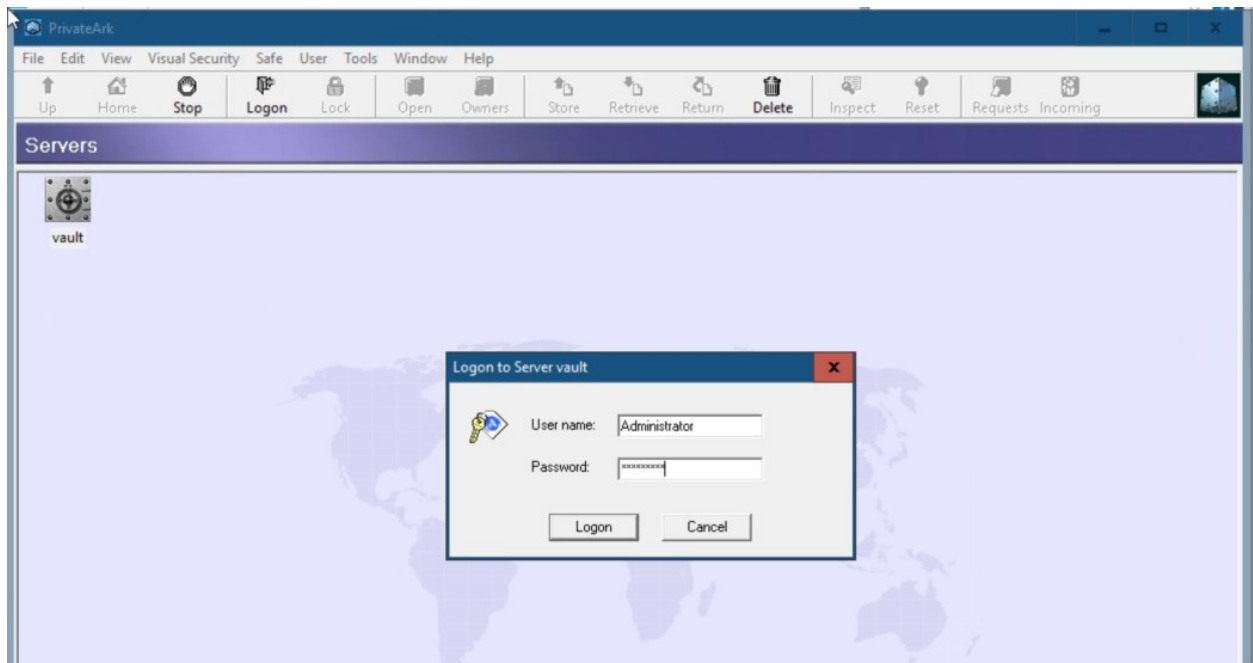 PrivateArk
File Edit View Visual Security Safe User Tools Window Help
Up Home Stop Logon Lock Open Owners Store Retrieve Return Delete Inspect Reset Requests Incoming
Servers
vault
Logon to Server vault
User name: Administrator
Password: xxxxxxxxx
Logon Cancel